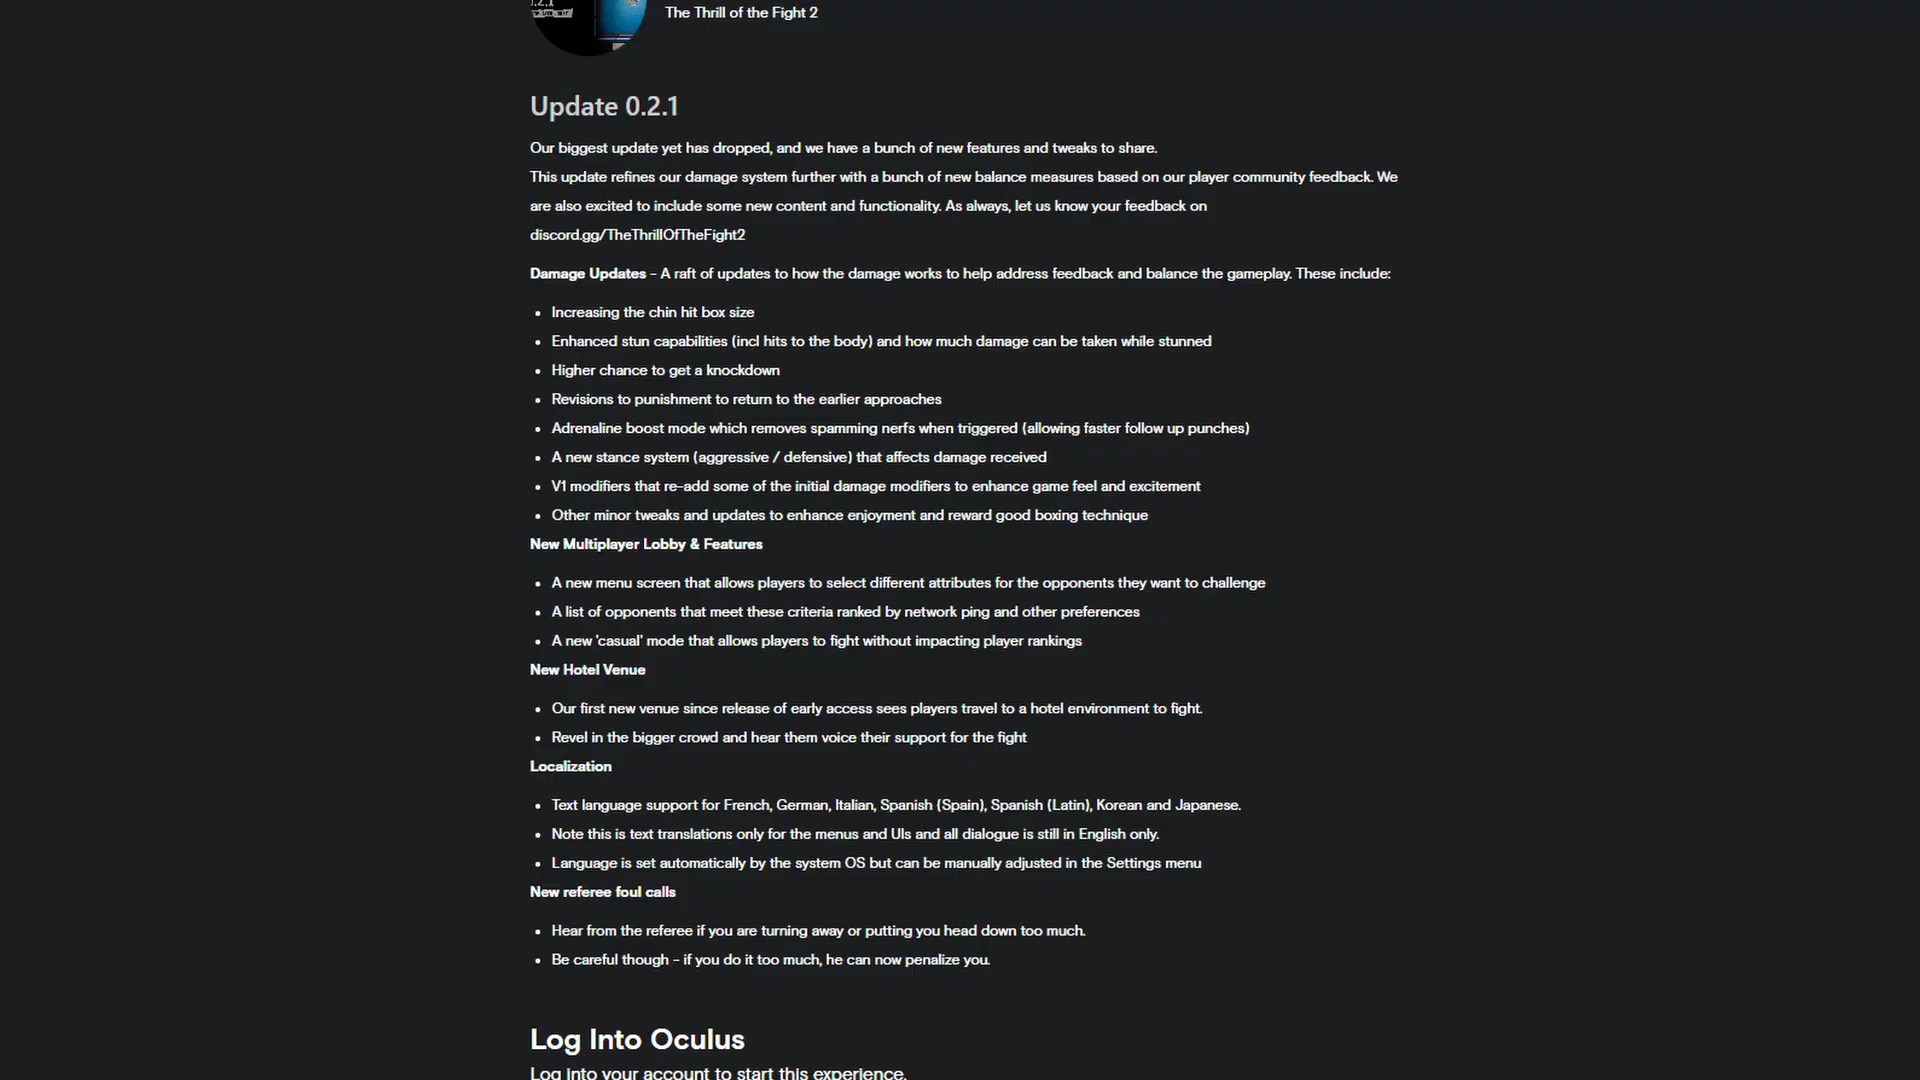 0.2.1
The Thrill of the Fight 2
Update 0.2.1
Our biggest update yet has dropped, and we have a bunch of new features and tweaks to share.
This update refines our damage system further with a bunch of new balance measures based on our player community feedback. We
are also excited to include some new content and functionality. As always, let us know your feedback on
discord.gg/TheThrillOfTheFight2
Damage Updates - A raft of updates to how the damage works to help address feedback and balance the gameplay. These include:
• Increasing the chin hit box size
• Enhanced stun capabilities (incl hits to the body) and how much damage can be taken while stunned
• Higher chance to get a knockdown
• Revisions to punishment to return to the earlier approaches
• Adrenaline boost mode which removes spamming nerfs when triggered (allowing faster follow up punches)
• A new stance system (aggressive / defensive) that affects damage received
• V1 modifiers that re-add some of the initial damage modifiers to enhance game feel and excitement
• Other minor tweaks and updates to enhance enjoyment and reward good boxing technique
New Multiplayer Lobby & Features
• A new menu screen that allows players to select different attributes for the opponents they want to challenge
• A list of opponents that meet these criteria ranked by network ping and other preferences
• A new 'casual' mode that allows players to fight without impacting player rankings
New Hotel Venue
• Our first new venue since release of early access sees players travel to a hotel environment to fight.
• Revel in the bigger crowd and hear them voice their support for the fight
Localization
• Text language support for French, German, Italian, Spanish (Spain), Spanish (Latin), Korean and Japanese.
• Note this is text translations only for the menus and UIs and all dialogue is still in English only.
• Language is set automatically by the system OS but can be manually adjusted in the Settings menu
New referee foul calls
• Hear from the referee if you are turning away or putting you head down too much.
• Be careful though - if you do it too much, he can now penalize you.
Log Into Oculus
Log into your account to start this experience.